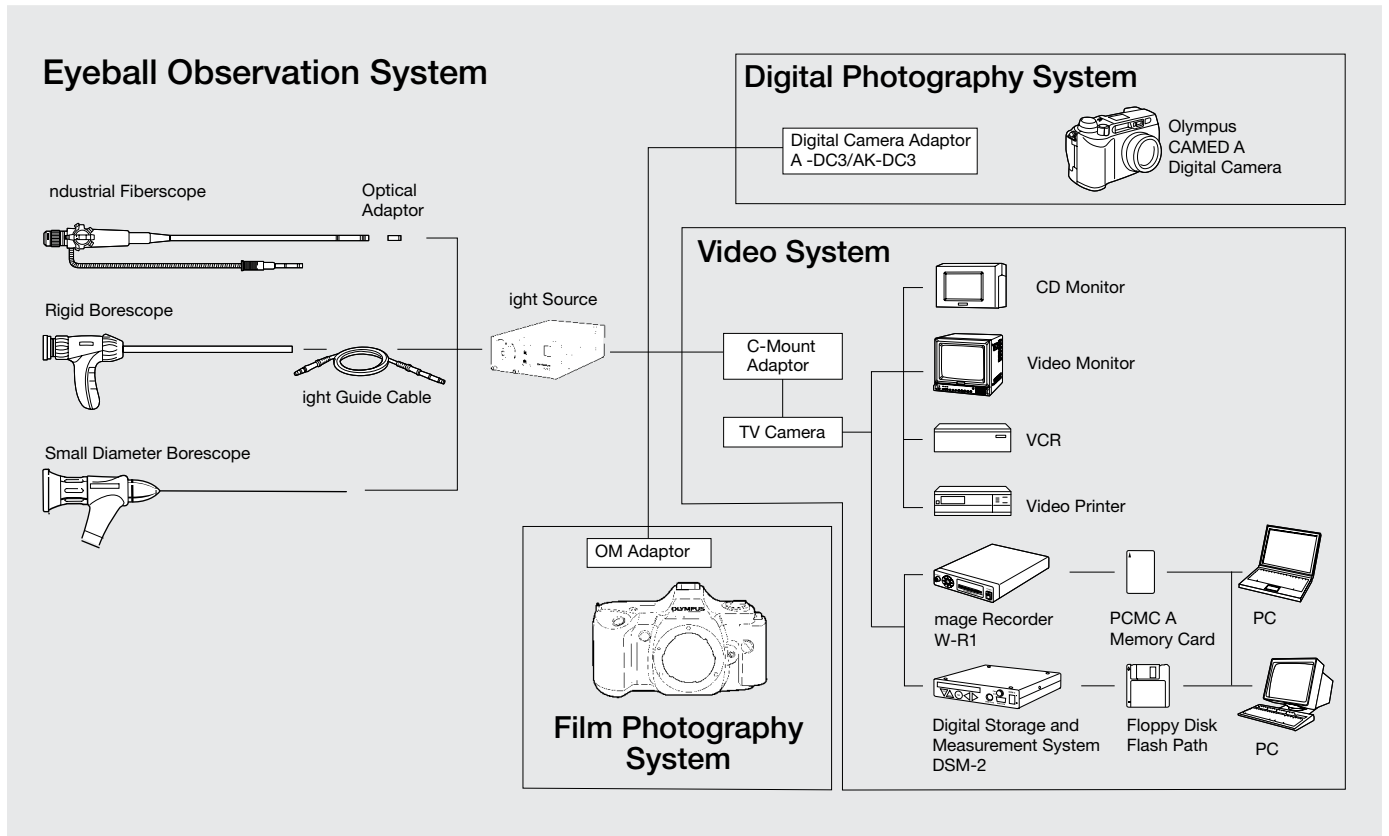 Eyeball Observation System
ndustrial Fiberscope
Optical
Adaptor
Rigid Borescope
ight Guide Cable
Small Diameter Borescope
ight Source
Digital Photography System
Digital Camera Adaptor
A -DC3/AK-DC3
Olympus
CAMED A
Digital Camera
Video System
C-Mount
Adaptor
TV Camera
CD Monitor
Video Monitor
VCR
Video Printer
mage Recorder
W-R1
PCMC A
Memory Card
PC
Digital Storage and
Measurement System
DSM-2
Floppy Disk
Flash Path
PC
OM Adaptor
OLYMPUS
Film Photography
System